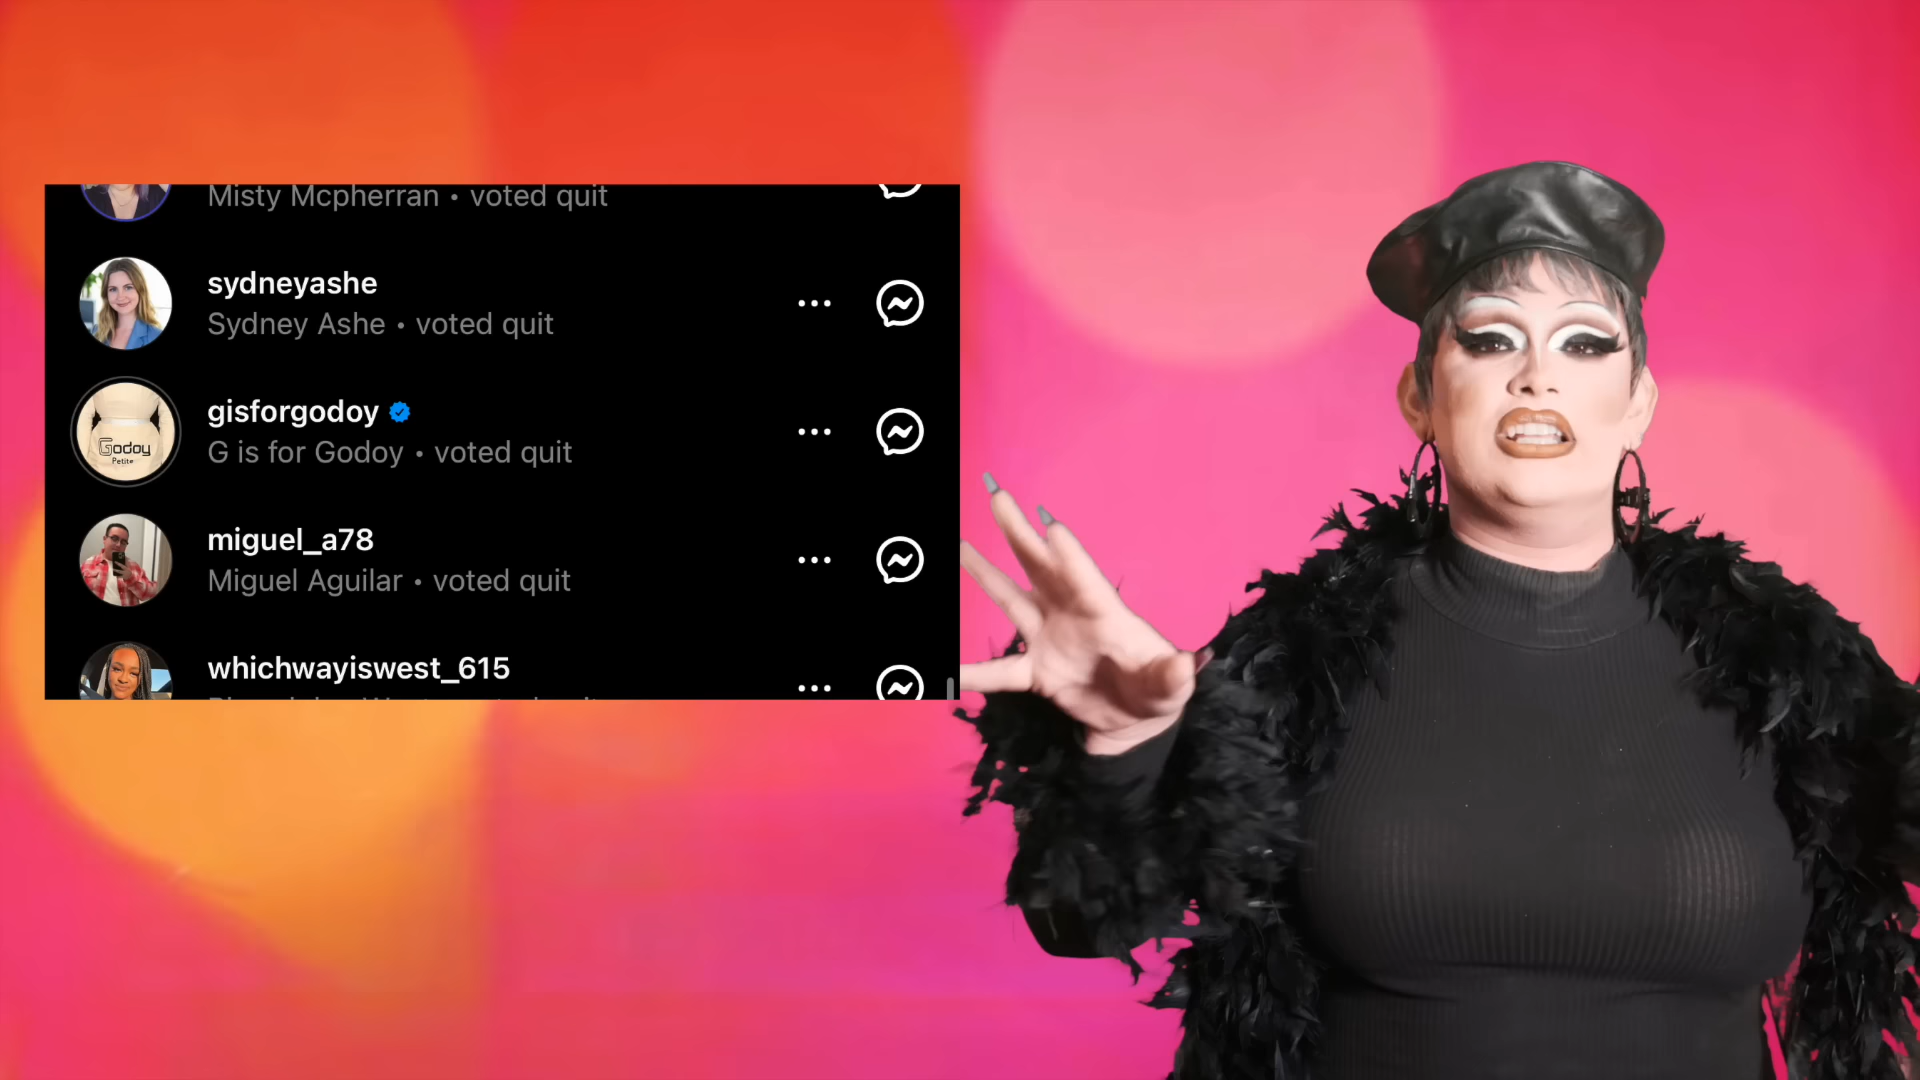 Misty Mcpherran • voted quit
sydneyashe
Sydney Ashe • voted quit
gisforgodoy
Godoy
Petite
G is for Godoy • voted quit
miguel_a78
Miguel Aguilar • voted quit
whichwayiswest_615